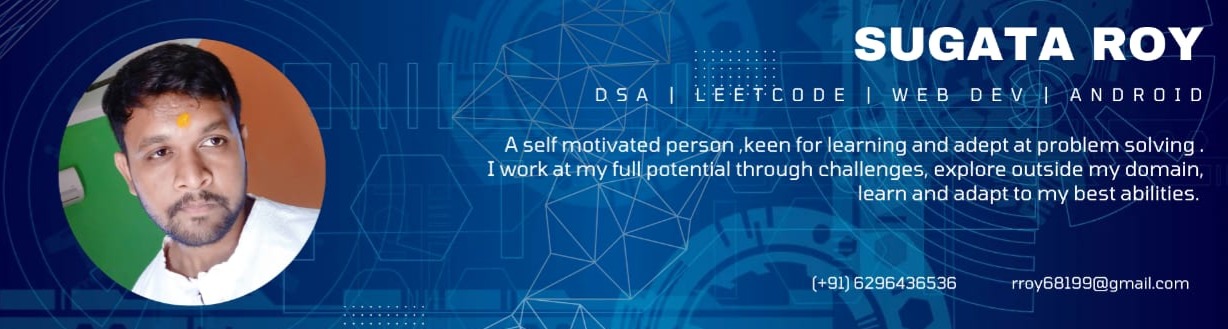 SUGATA ROY
DSA | LEETCODE | WEB DEV | ANDROID
A self motivated person ,keen for learning and adept at problem solving .
I work at my full potential through challenges, explore outside my domain,
learn and adapt to my best abilities.
(+91) 6296436536 rroy68199@gmail.com